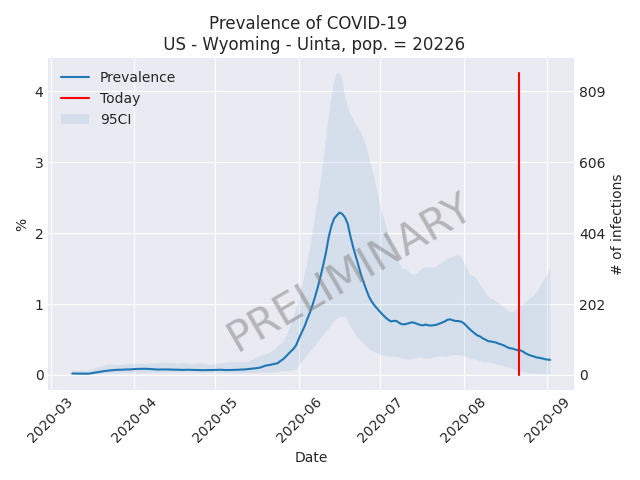 Prevalence of COVID-19
US - Wyoming - Uinta, pop. = 20226
Prevalence
Today
95CI
4
3
2
1
0
%
809
606
404
202
0
# of infections
PRELIMINARY
2020-03
2020-04
2020-05
2020-06
2020-07
2020-08
2020-09
Date